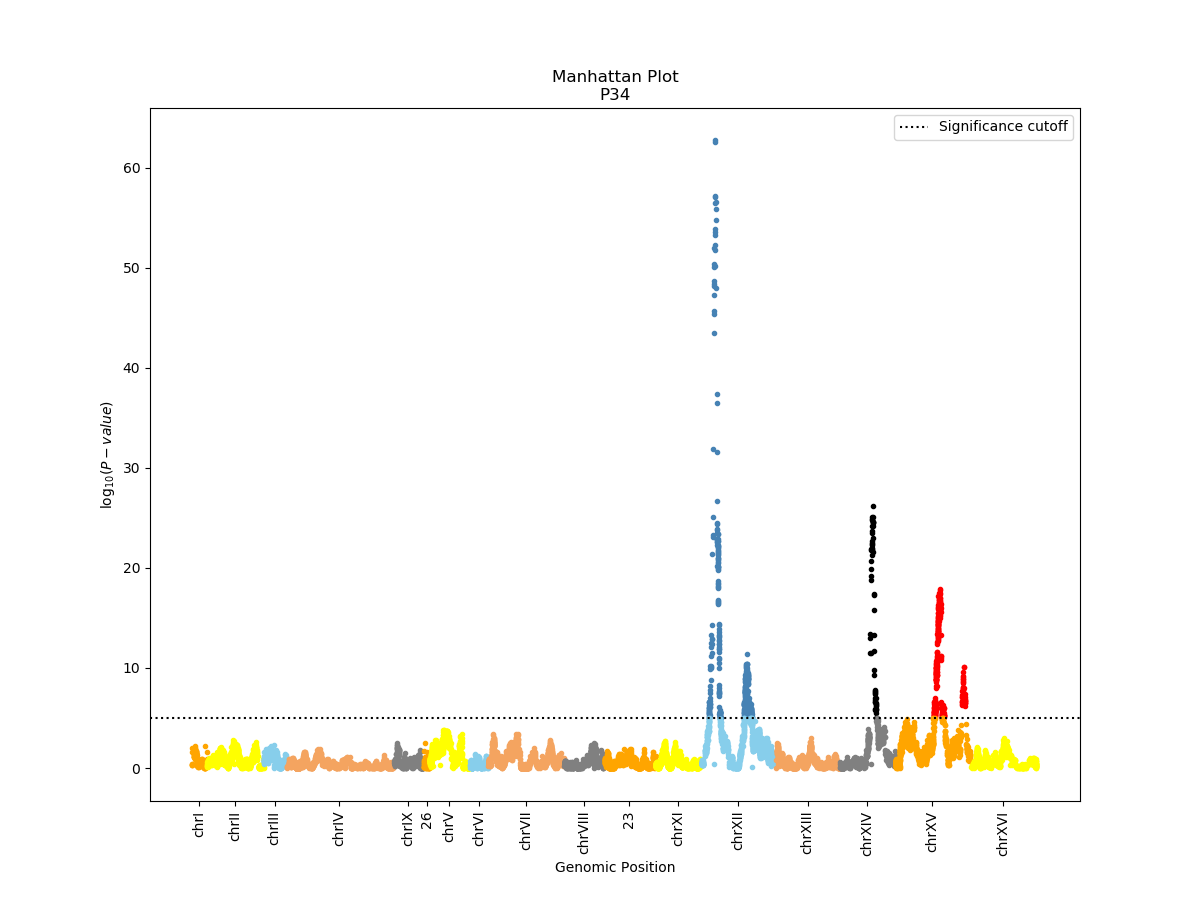 Manhattan Plot
P34
Significance cutoff
60
50
40
30
20
10
0
log10(P − value)
chrI
chrII
chrIII
chrIV
chrIX
26
chrV
chrVI
chrVII
chrVIII
23
chrXI
chrXII
chrXIII
chrXIV
chrXV
chrXVI
Genomic Position